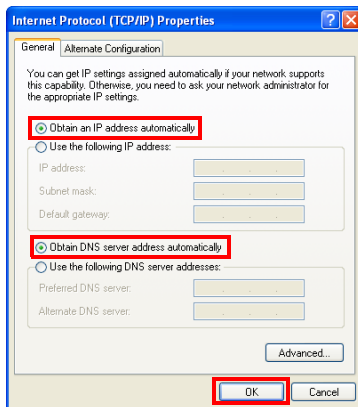 Internet Protocol (TCP/IP) Properties
General
Alternate Configuration
You can get IP settings assigned automatically if your network supports
this capability. Otherwise, you need to ask your network administrator for
the appropriate IP settings.
Obtain an IP address automatically
Use the following IP address:
IP address:
Subnet mask:
Default gateway:
Obtain DNS server address automatically
Use the following DNS server addresses:
Preferred DNS server:
Alternate DNS server:
Advanced...
OK
Cancel